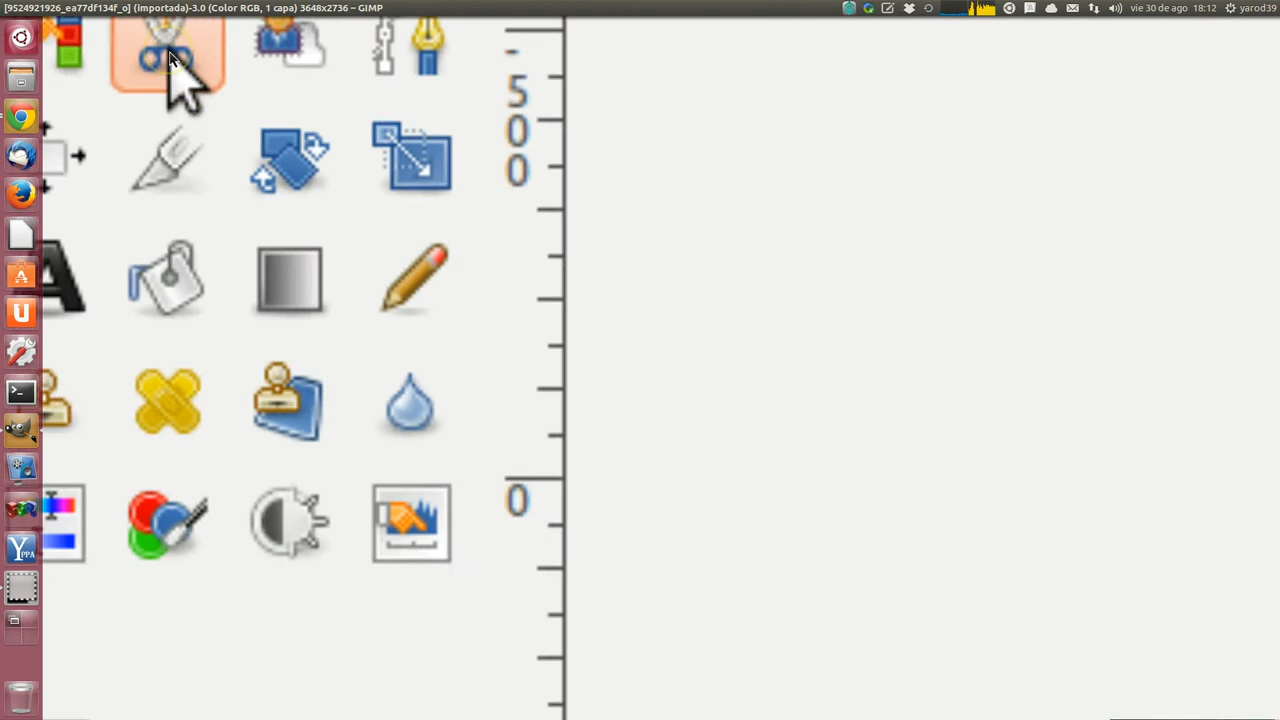 [9524921926_ea77df134f_o] (importada)-3.0 (Color RGB, 1 capa) 3648x2736 – GIMP
vie 30 de ago
18:12
yarod39
-
5
0
0
A
0
U
YPPA